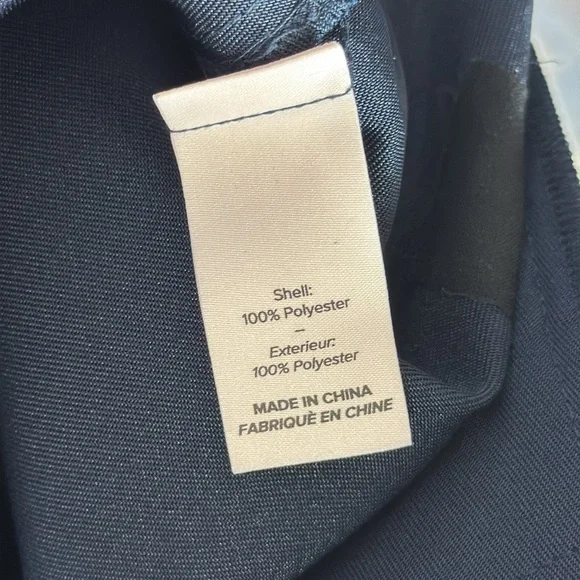 Shell:
100% Polyester
–
Exterieur:
100% Polyester
MADE IN CHINA
FABRIQUÈ EN CHINE